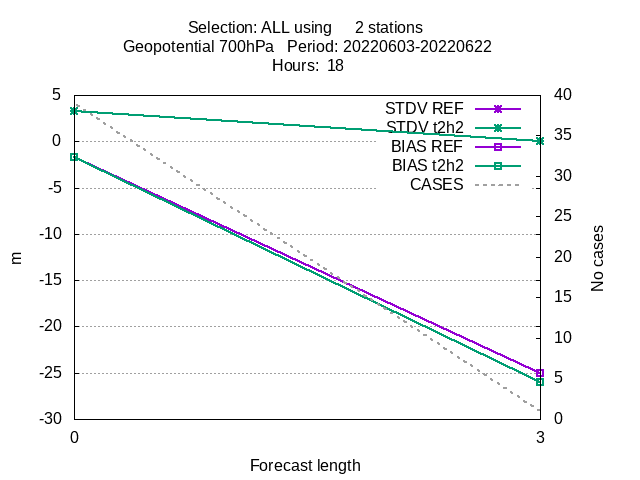 Selection: ALL using     2 stations
Geopotential 700hPa   Period: 20220603-20220622
Hours:  18
5
0
-5
-10
-15
-20
-25
-30
40
35
30
25
20
15
10
5
0
STDV REF
STDV t2h2
BIAS REF
BIAS t2h2
CASES
m
No cases
0
3
Forecast length